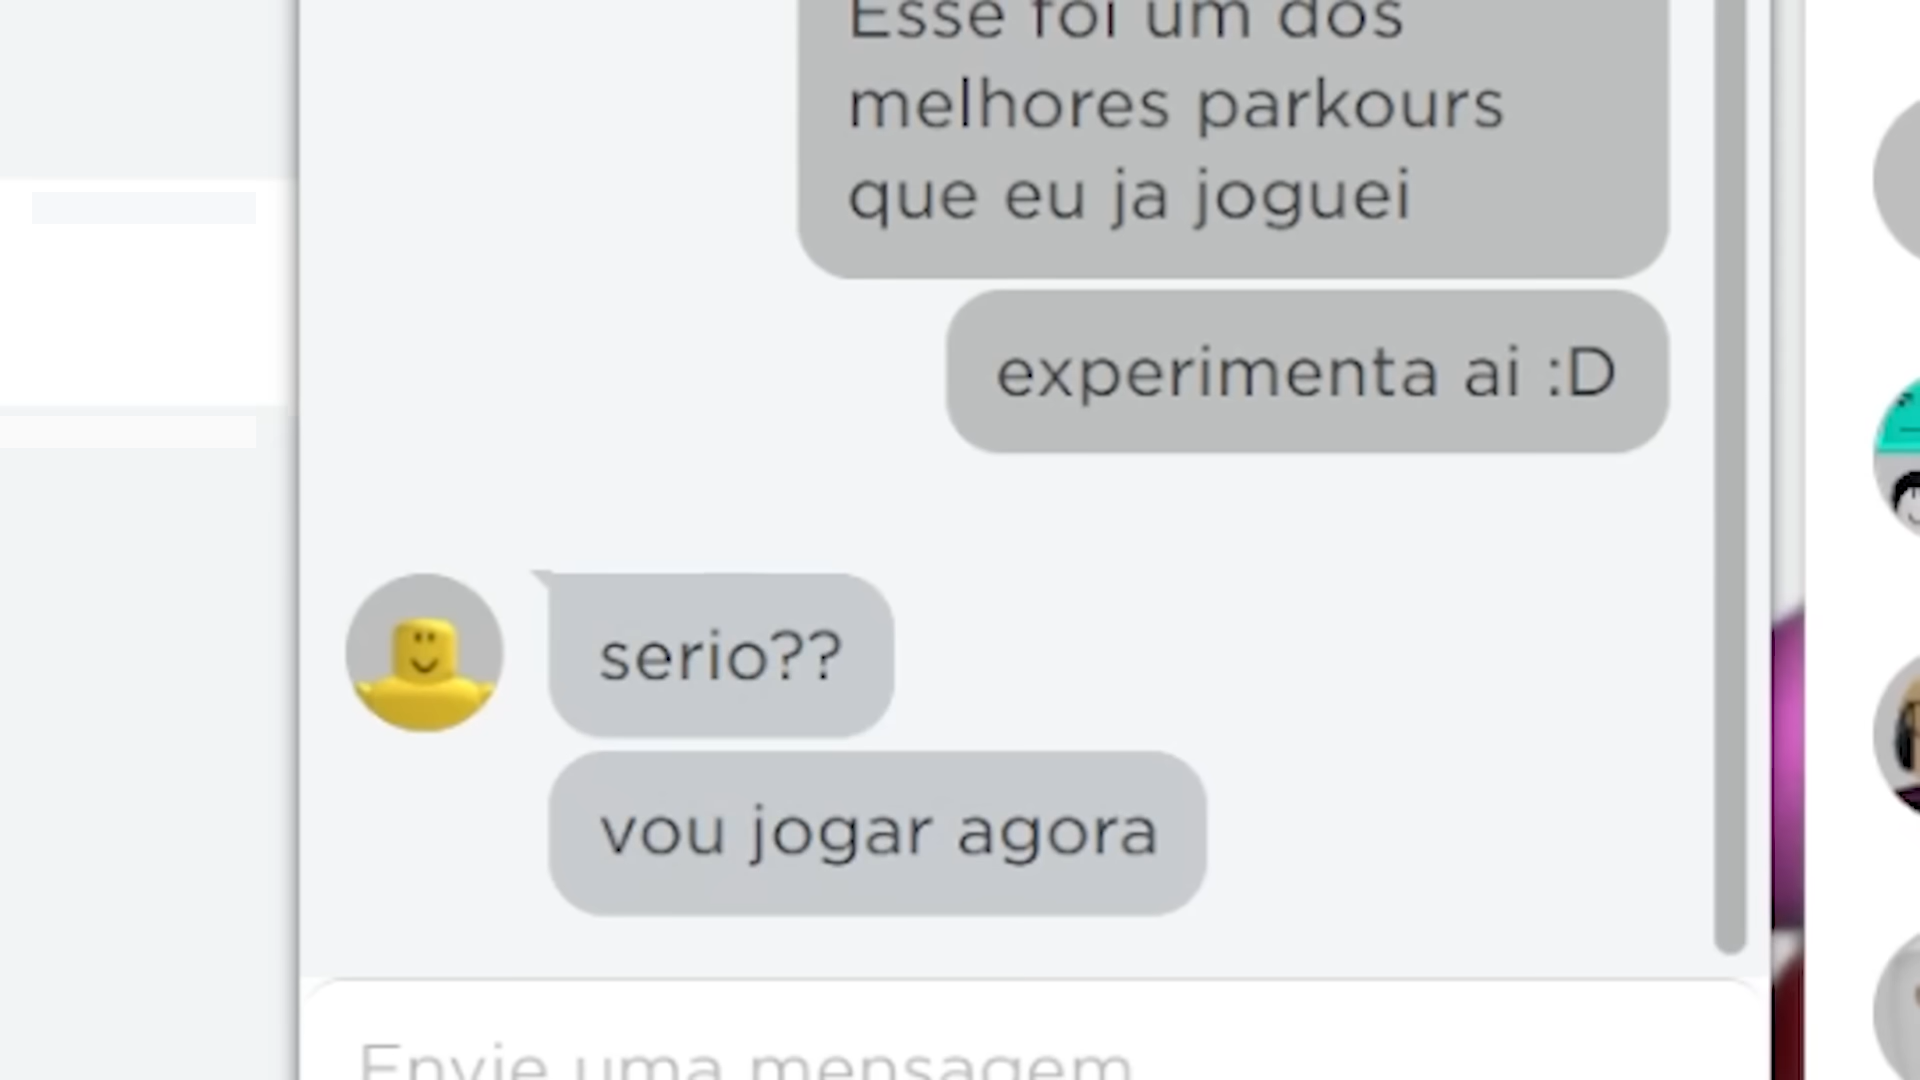 Esse foi um dos
melhores parkours
que eu ja joguei
experimenta ai :D
serio??
vou jogar agora
Envie uma mensagem